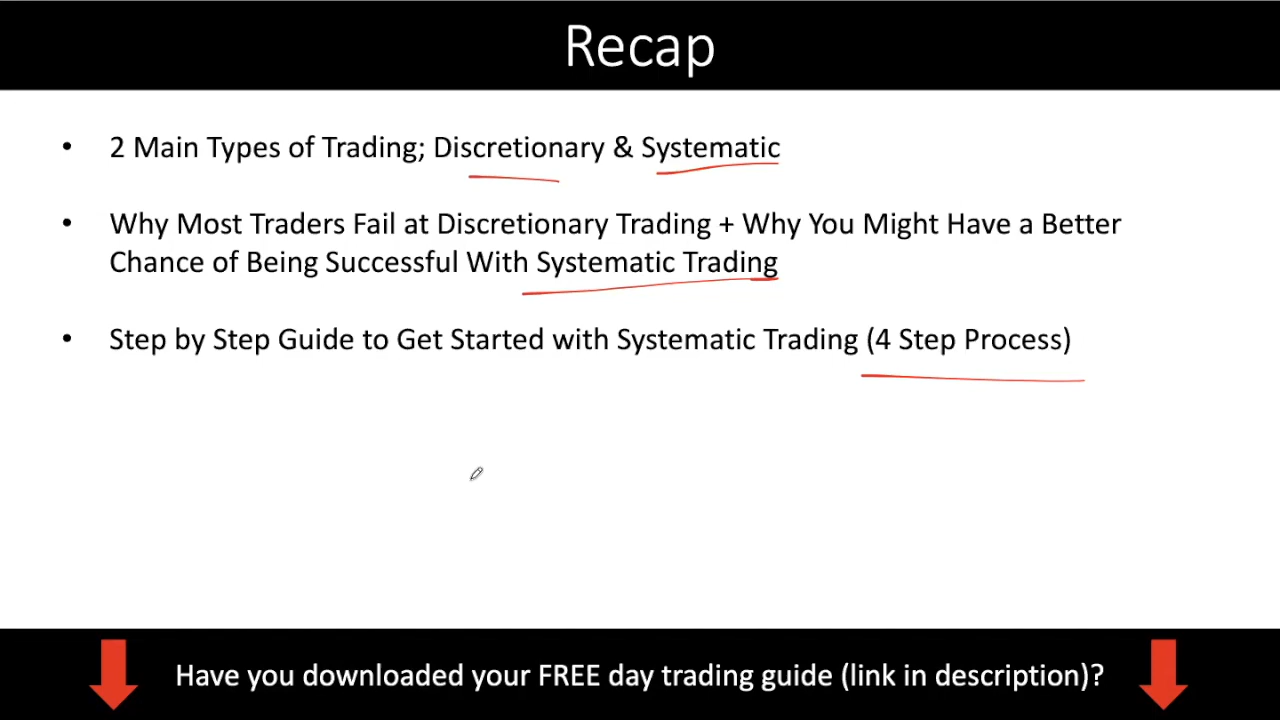 Recap
• 2 Main Types of Trading; Discretionary & Systematic
• Why Most Traders Fail at Discretionary Trading + Why You Might Have a Better
Chance of Being Successful With Systematic Trading
• Step by Step Guide to Get Started with Systematic Trading (4 Step Process)
Have you downloaded your FREE day trading guide (link in description)?